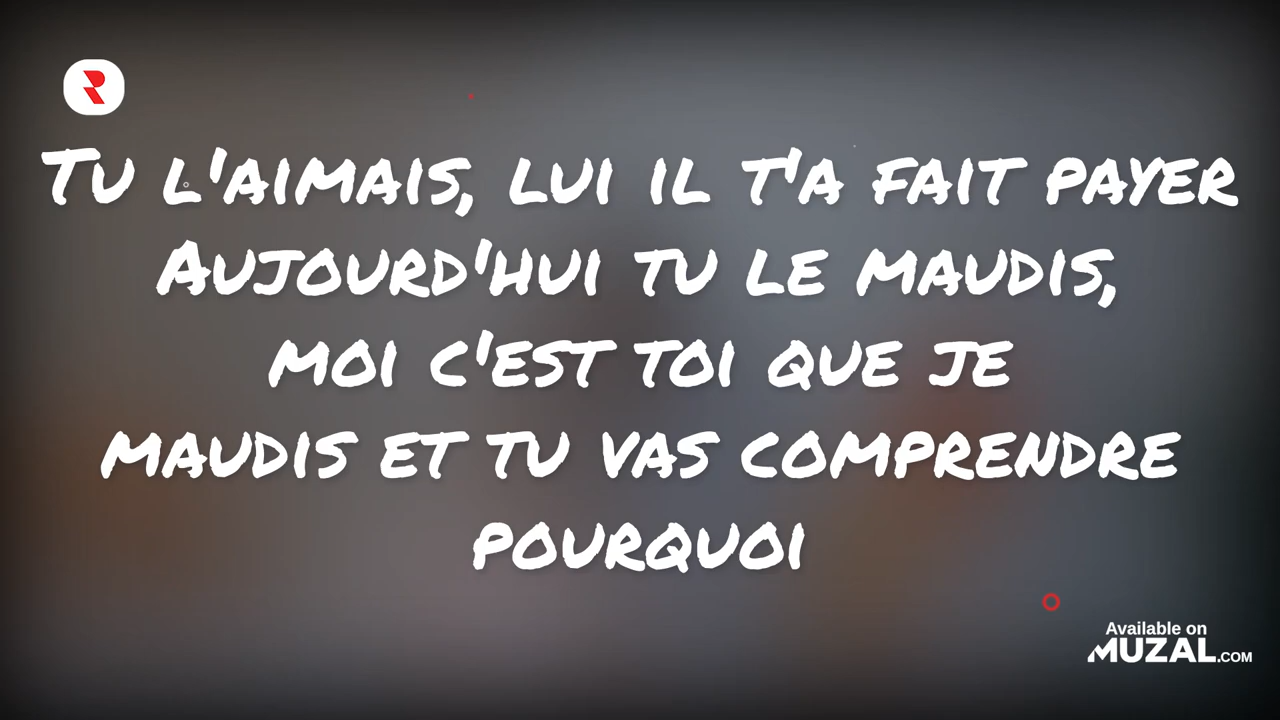 Tu l'aimais, lui il t'a fait payer
Aujourd'hui tu le maudis,
moi c'est toi que je
maudis et tu vas comprendre
pourquoi
Available on
MUZAL.COM